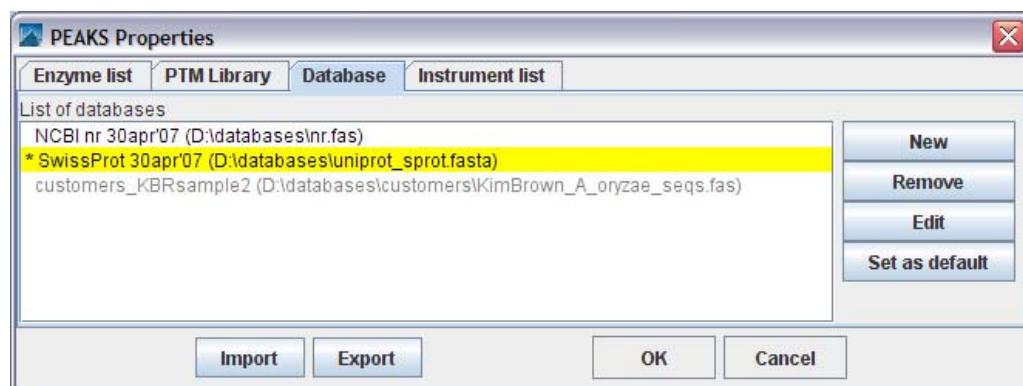 PEAKS Properties
Enzyme list PTM Library Database Instrument list
List of databases
NCBI nr 30apr'07 (D:\databases\nr.fas)
* SwissProt 30apr'07 (D:\databases\uniprot_sprot.fasta)
customers_KBRsample2 (D:\databases\customers\KimBrown_A_oryzae_seqs.fas)
New
Remove
Edit
Set as default
Import Export OK Cancel